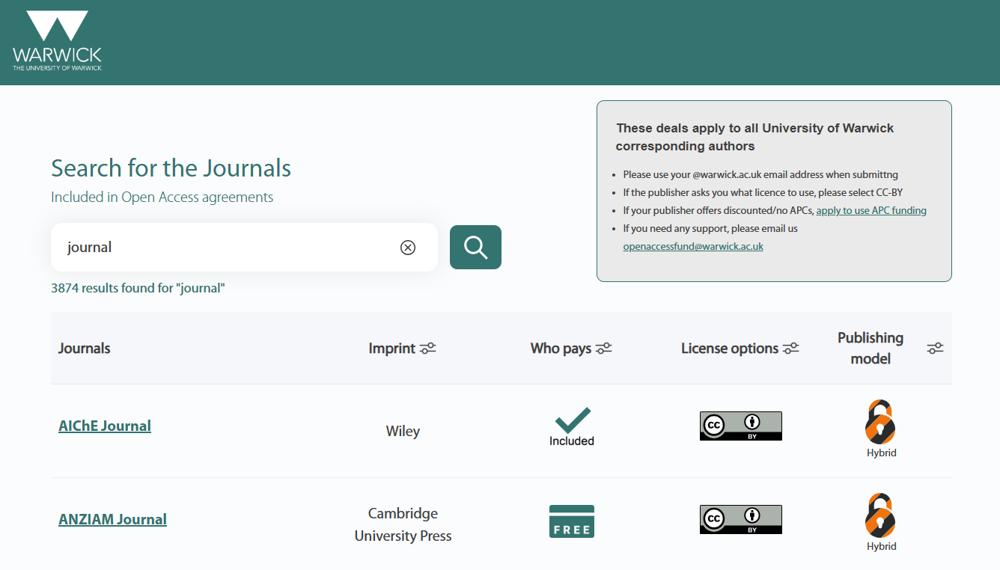 WARWICK
THE UNIVERSITY OF WARWICK
These deals apply to all University of Warwick
corresponding authors
Please use your @warwick.ac.uk email address when submittng
If the publisher asks you what licence to use, please select CC-BY
If your publisher offers discounted/no APCs, apply to use APC funding
If you need any support, please email us
openaccessfund@warwick.ac.uk
Search for the Journals
Included in Open Access agreements
journal
3874 results found for "journal"
Journals
Imprint
Who pays
License options
Publishing
model
AIChE Journal
Wiley
Included
CC
BY
Hybrid
ANZIAM Journal
Cambridge
University Press
FREE
CC
BY
Hybrid